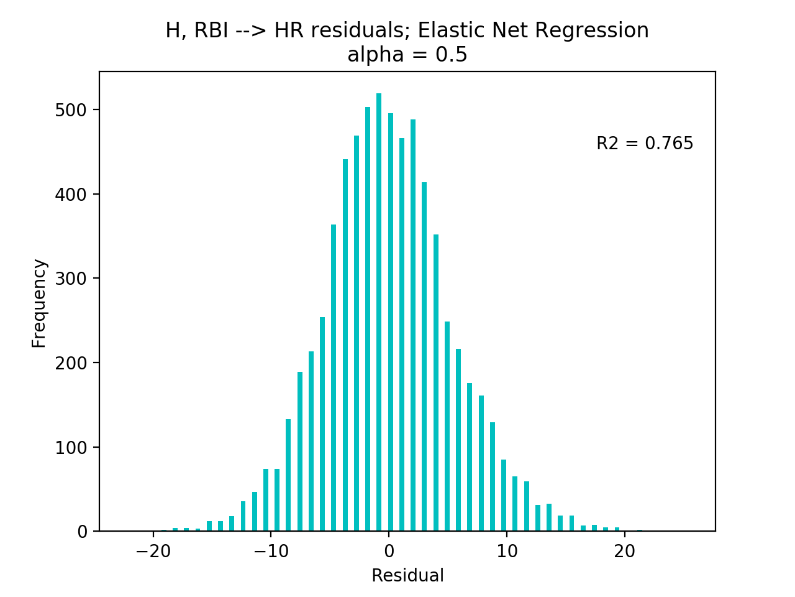 H, RBI --> HR residuals; Elastic Net Regression
alpha = 0.5
R2 = 0.765
Frequency
500
400
300
200
100
0
−20
−10
0
10
20
Residual